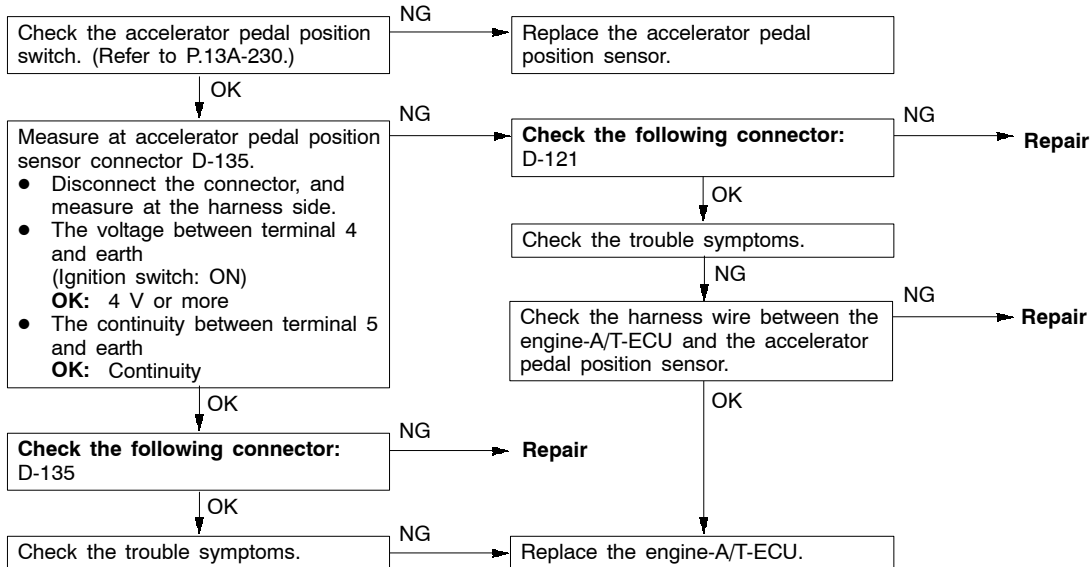 Check the accelerator pedal position
switch. (Refer to P.13A-230.)
NG
Replace the accelerator pedal
position sensor.
OK
Measure at accelerator pedal position
sensor connector D-135.
● Disconnect the connector, and
measure at the harness side.
● The voltage between terminal 4
and earth
(Ignition switch: ON)
OK: 4 V or more
● The continuity between terminal 5
and earth
OK: Continuity
NG
Check the following connector:
D-121
NG
Repair
OK
Check the trouble symptoms.
NG
Check the harness wire between the
engine-A/T-ECU and the accelerator
pedal position sensor.
NG
Repair
OK
OK
Check the following connector:
D-135
NG
Repair
OK
Check the trouble symptoms.
NG
Replace the engine-A/T-ECU.